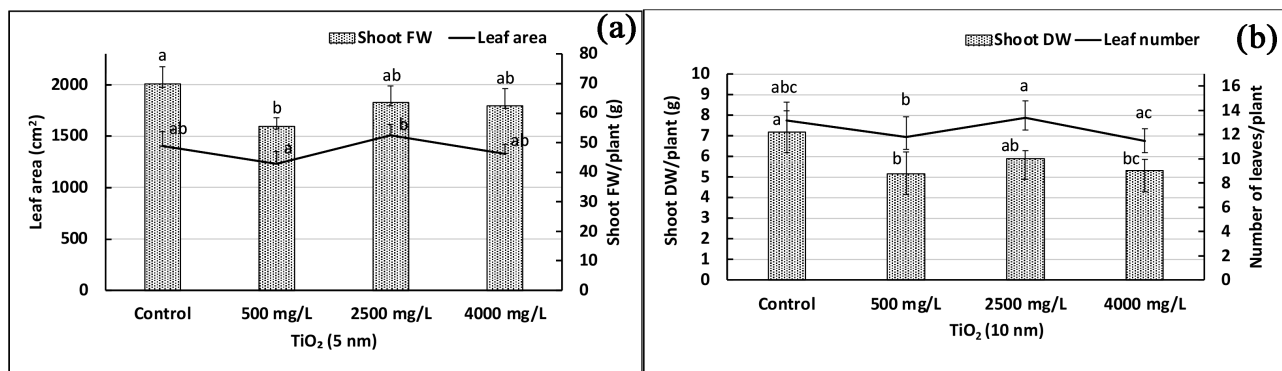 (a)
Shoot FW Leaf area
Leaf area (cm²)
2000
1500
1000
500
0
a
b
ab
ab
ab
a
b
ab
80
70
60
50
40
30
20
10
0
Shoot FW/plant (g)
Control 500 mg/L 2500 mg/L 4000 mg/L
TiO₂ (5 nm)
(b)
Shoot DW Leaf number
Shoot DW/plant (g)
10
9
8
7
6
5
4
3
2
1
0
abc
b
a
ac
a
b
ab
bc
16
14
12
10
8
6
4
2
0
Number of leaves/plant
Control 500 mg/L 2500 mg/L 4000 mg/L
TiO₂ (10 nm)